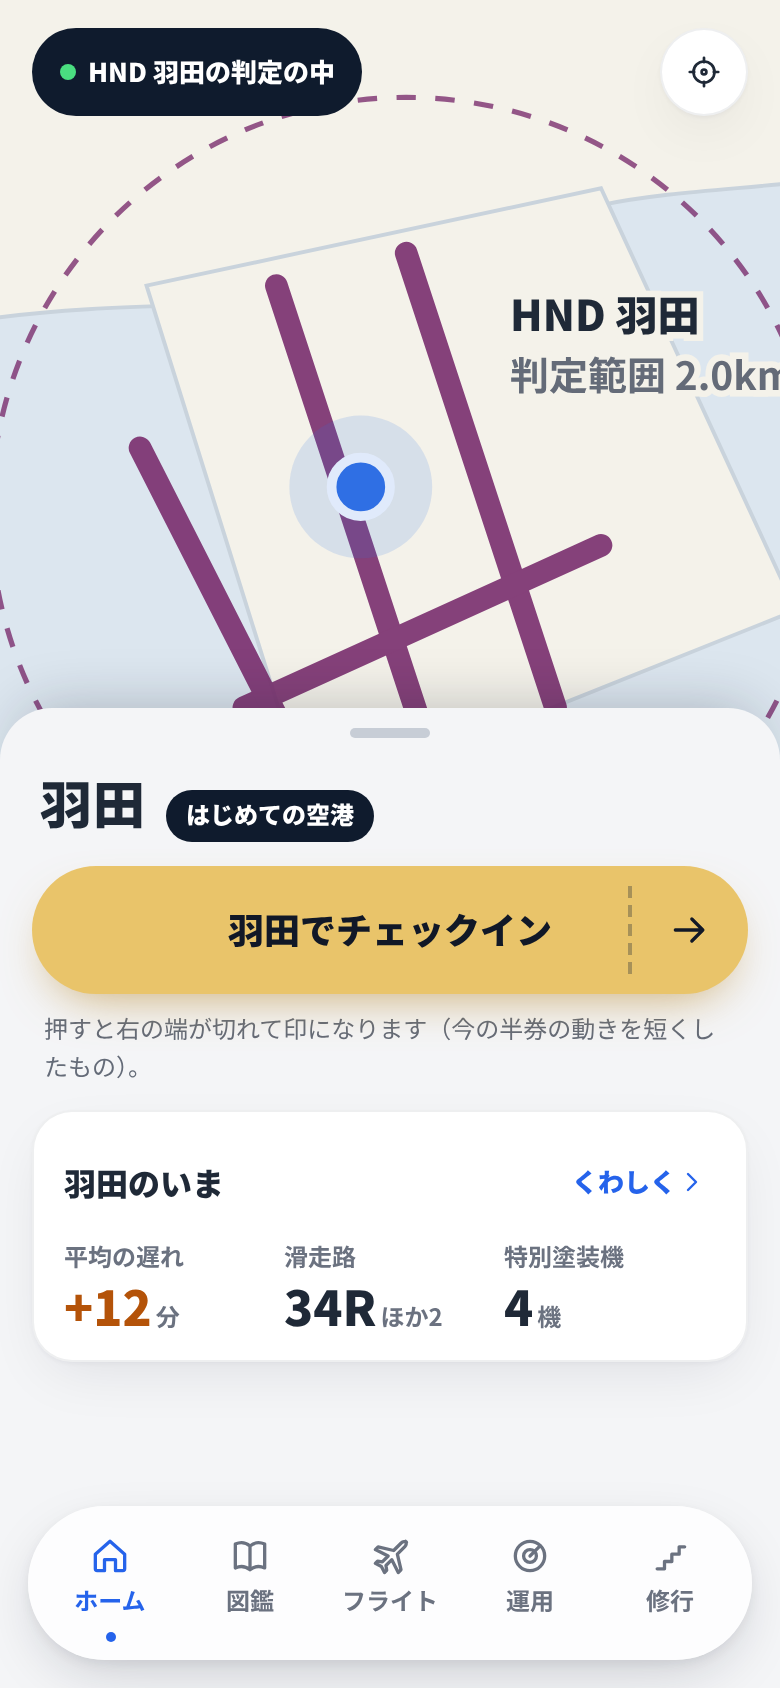 HND 羽田の判定の中
HND 羽田
判定範囲 2.0km
羽田
はじめての空港
羽田でチェックイン
押すと右の端が切れて印になります（今の半券の動きを短くし
たもの）。
羽田のいま
くわしく
平均の遅れ
滑走路
特別塗装機
+12分
34Rほか2
4機
ホーム
図鑑
フライト
運用
修行